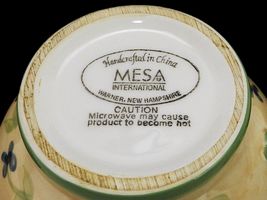 Handcrafted in China
MESA
INTERNATIONAL
WARNER, NEW HAMPSHIRE
CAUTION
Microwave may cause
product to become hot